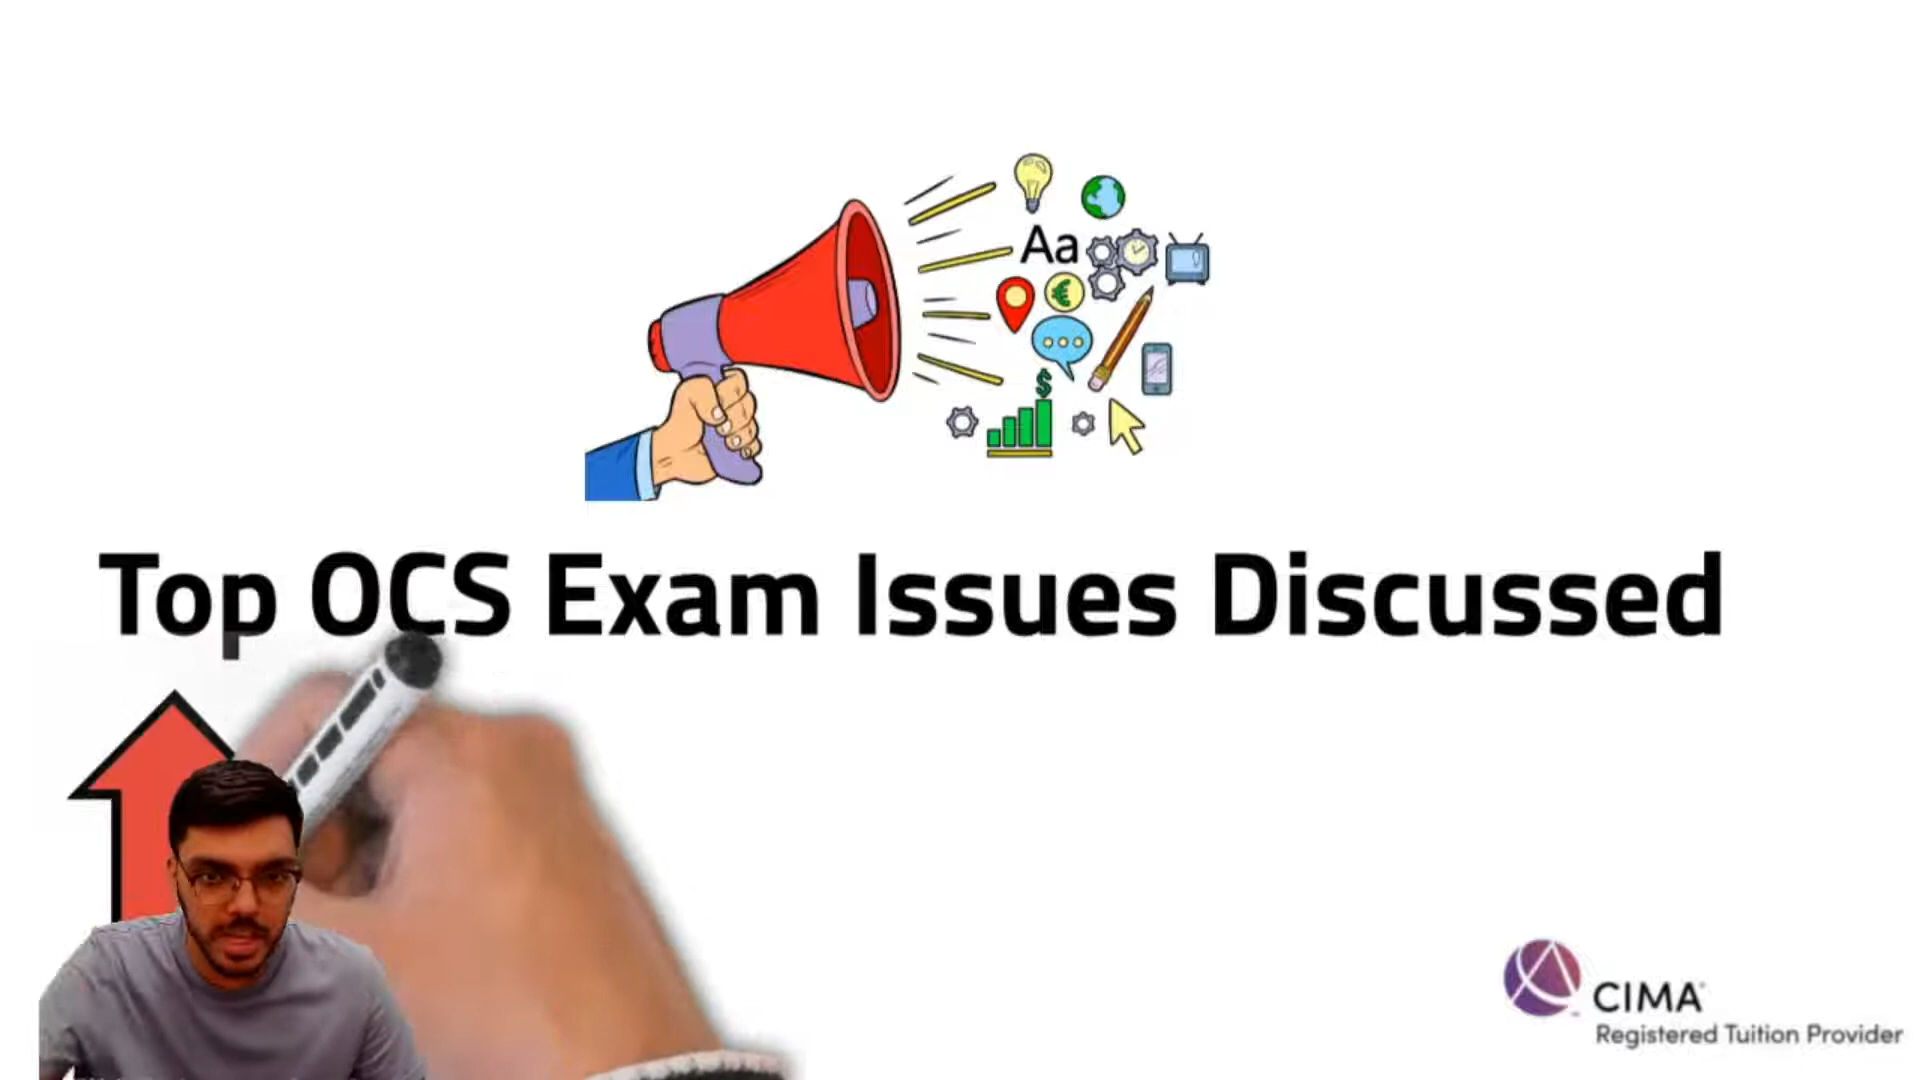 Aa
Top OCS Exam Issues Discussed
CIMA
Registered Tuition Provider